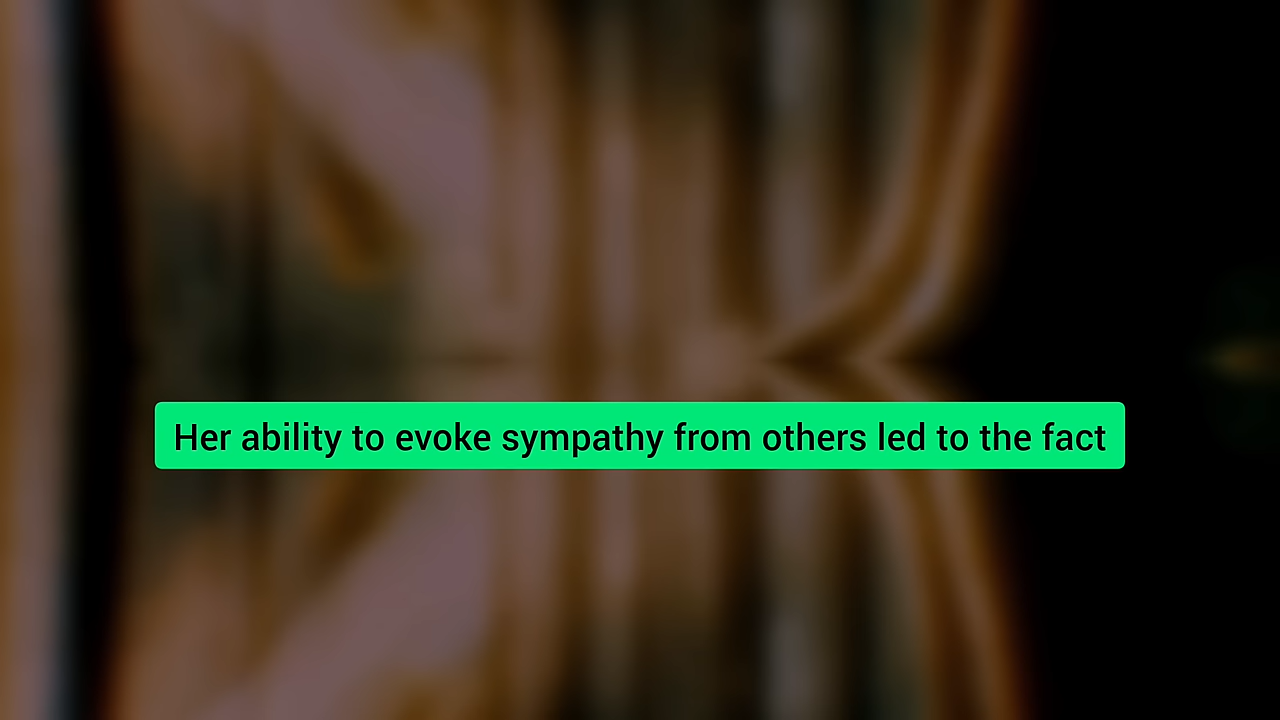 Her ability to evoke sympathy from others led to the fact